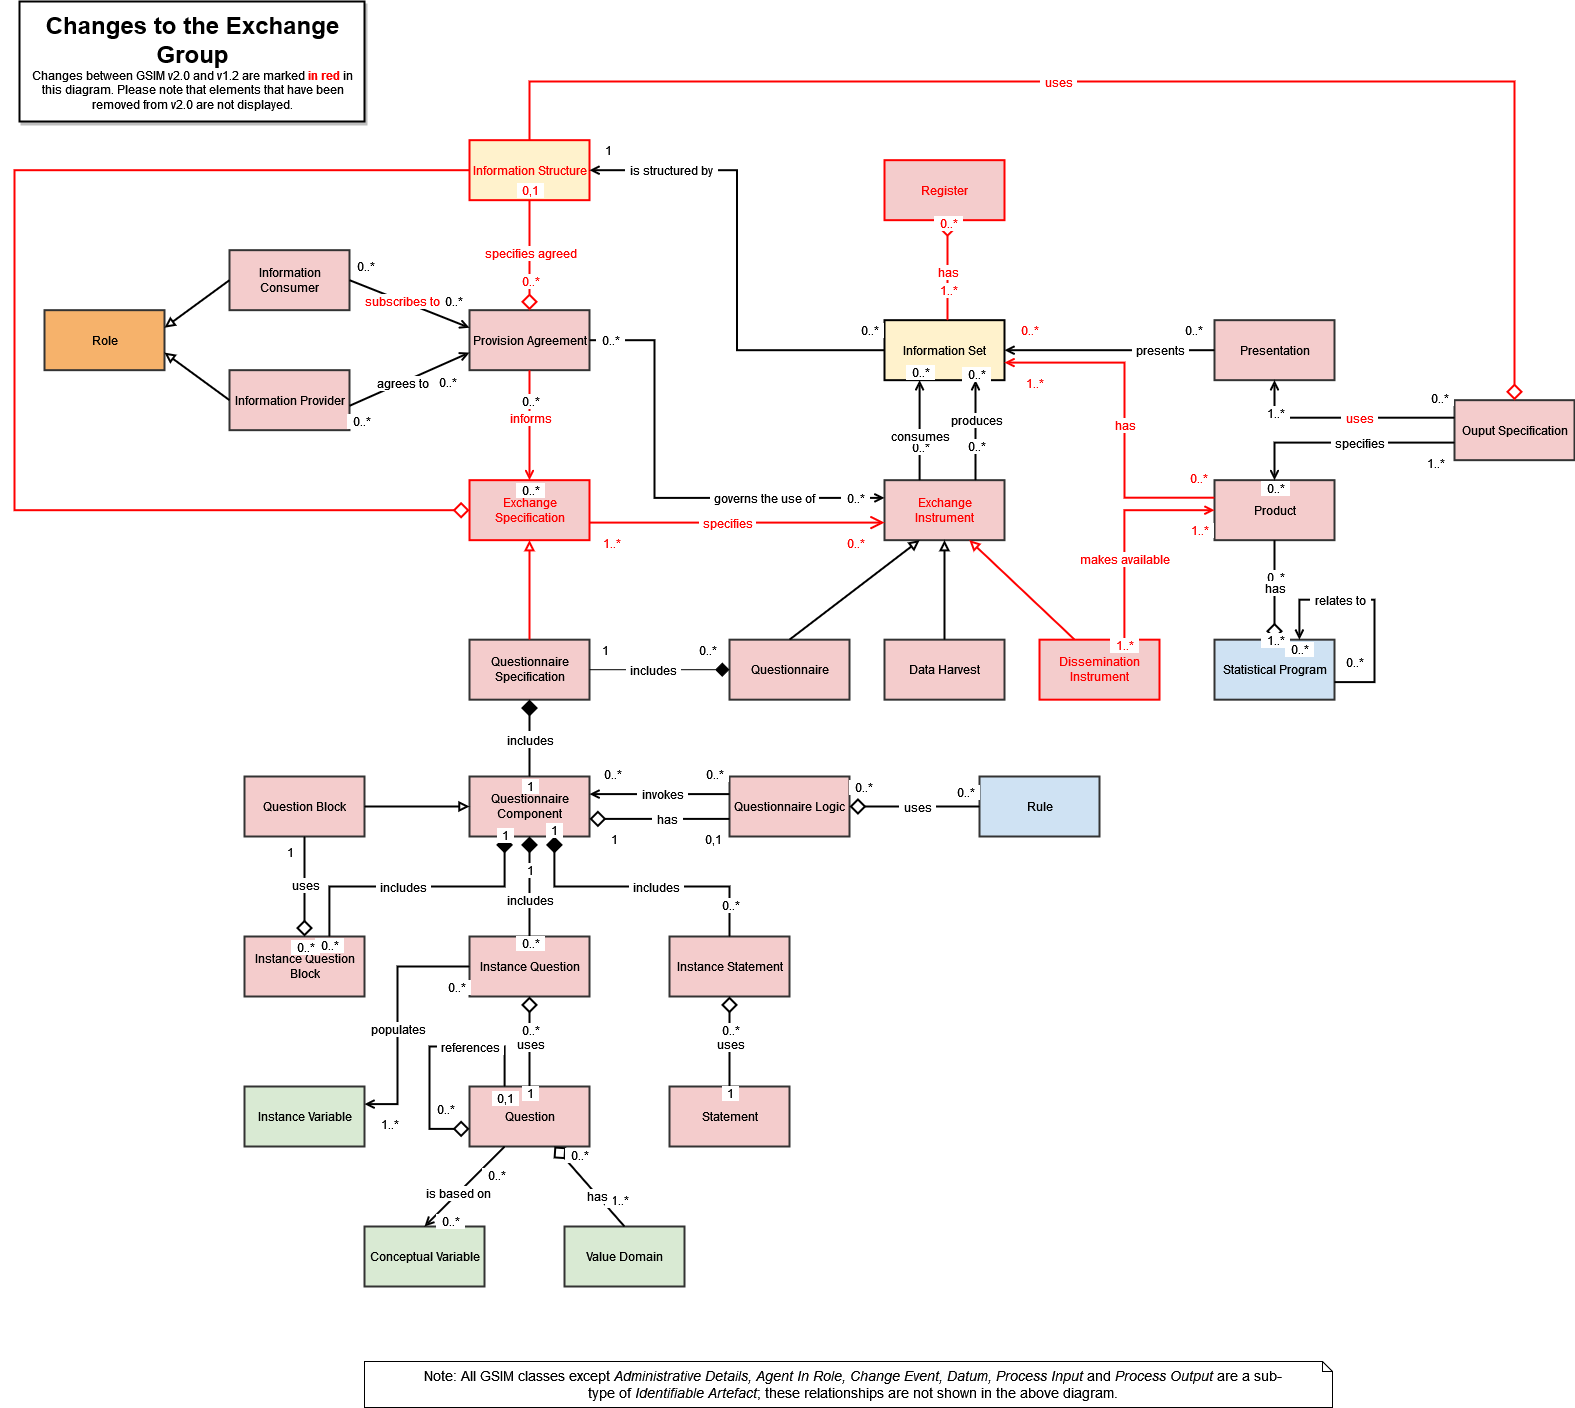 Changes to the Exchange
Group
Changes between GSIM v2.0 and v1.2 are marked in red in
this diagram. Please note that elements that have been
removed from v2.0 are not displayed.
uses
Information Structure
0,1
1
is structured by
Register
0..*
specifies agreed
0..*
has
1..*
Information
Consumer
0..*
subscribes to 0..*
Role
Provision Agreement
0..*
0..*
Information Set
0..*
0..*
presents
Presentation
Information Provider
agrees to 0..*
0..*
0..*
0..*
1..*
0..*
informs
consumes
0..*
produces
0..*
has
1..*
uses
0..*
Ouput Specification
specifies
1..*
0..*
Exchange
Specification
governs the use of
0..*
Exchange
Instrument
0..*
0..*
Product
specifies
1..*
0..*
1..*
makes available
0..*
has
relates to
Questionnaire
Specification
1
includes
0..*
Questionnaire
Data Harvest
1..*
Dissemination
Instrument
1..*
0..*
Statistical Program
0..*
includes
Question Block
1
Questionnaire
Component
0..*
invokes
0..*
has
1
0,1
Questionnaire Logic
0..*
uses
0..*
Rule
1
1
1
1
uses
includes
includes
includes
0..*
0..*
0..*
Instance Question
Block
0..*
Instance Question
0..*
Instance Statement
populates
0..*
uses
0..*
uses
references
Instance Variable
1..*
0..*
0,1
1
Question
1
Statement
0..*
0..*
is based on
0..*
has
1..*
Conceptual Variable
Value Domain
Note: All GSIM classes except Administrative Details, Agent In Role, Change Event, Datum, Process Input and Process Output are a sub-
type of Identifiable Artefact; these relationships are not shown in the above diagram.